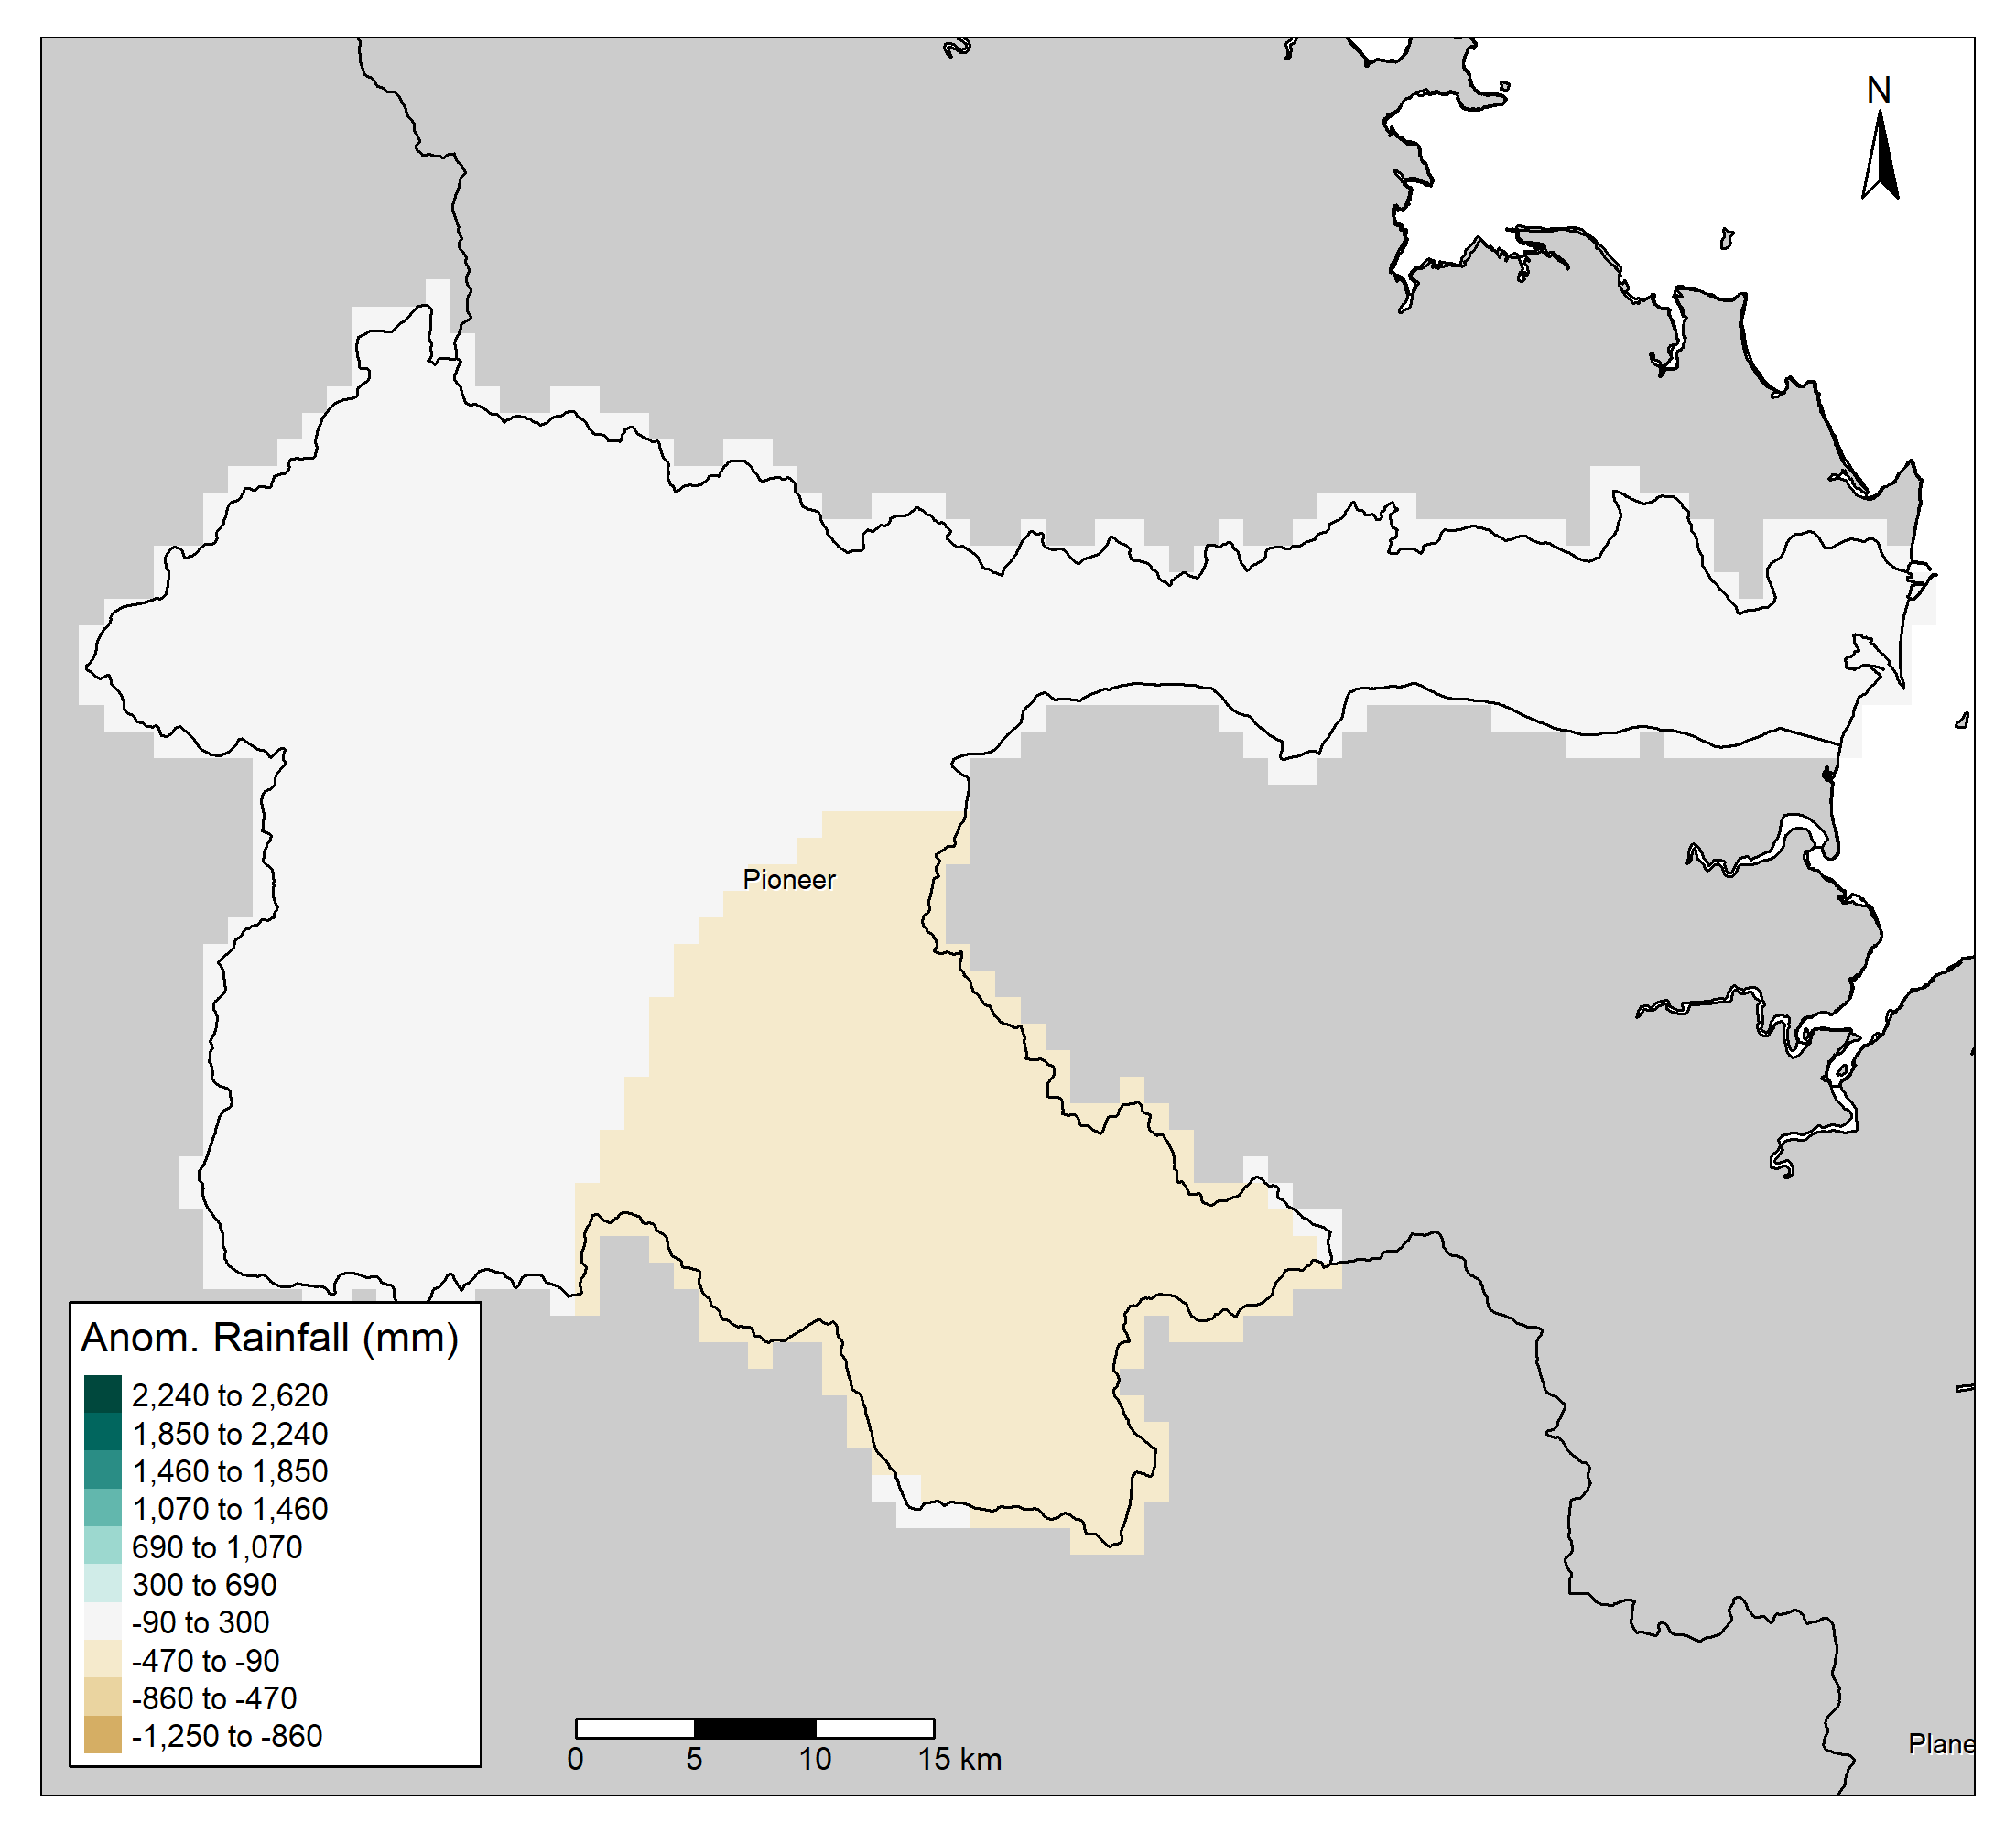 N
Pioneer
Anom. Rainfall (mm)
2,240 to 2,620
1,850 to 2,240
1,460 to 1,850
1,070 to 1,460
690 to 1,070
300 to 690
-90 to 300
-470 to -90
-860 to -470
-1,250 to -860
0 5 10 15 km
Plane